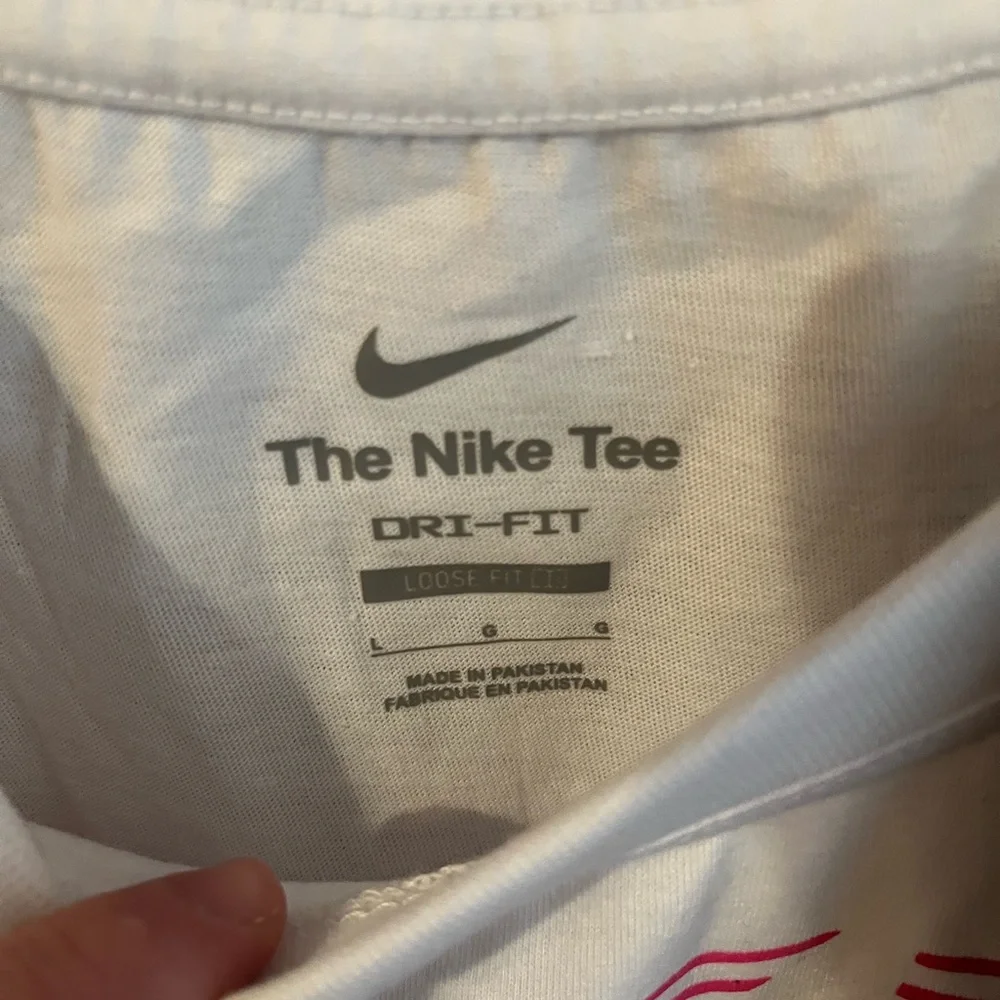 The Nike Tee
DRI-FIT
LOOSE FIT
L G G
MADE IN PAKISTAN
FABRIQUE EN PAKISTAN